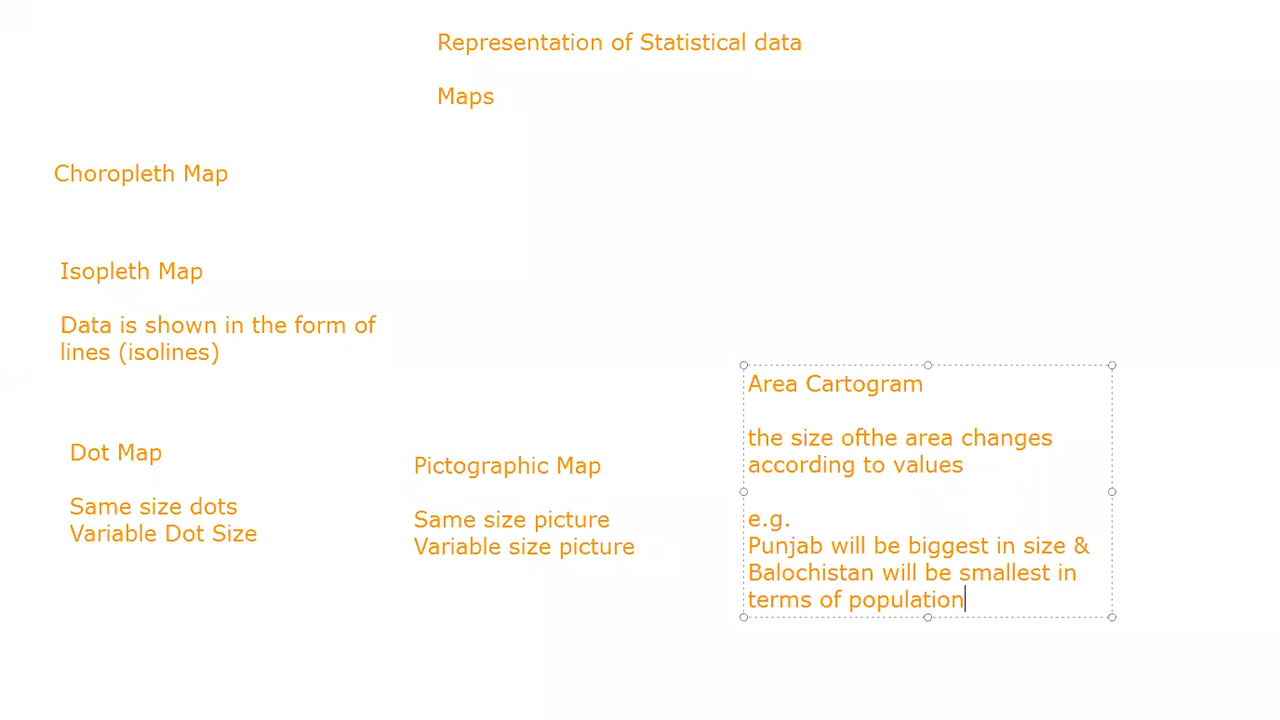 Representation of Statistical data
Maps
Choropleth Map
Isopleth Map
Data is shown in the form of
lines (isolines)
Dot Map
Same size dots
Variable Dot Size
Pictographic Map
Same size picture
Variable size picture
Area Cartogram
the size ofthe area changes
according to values
e.g.
Punjab will be biggest in size &
Balochistan will be smallest in
terms of population